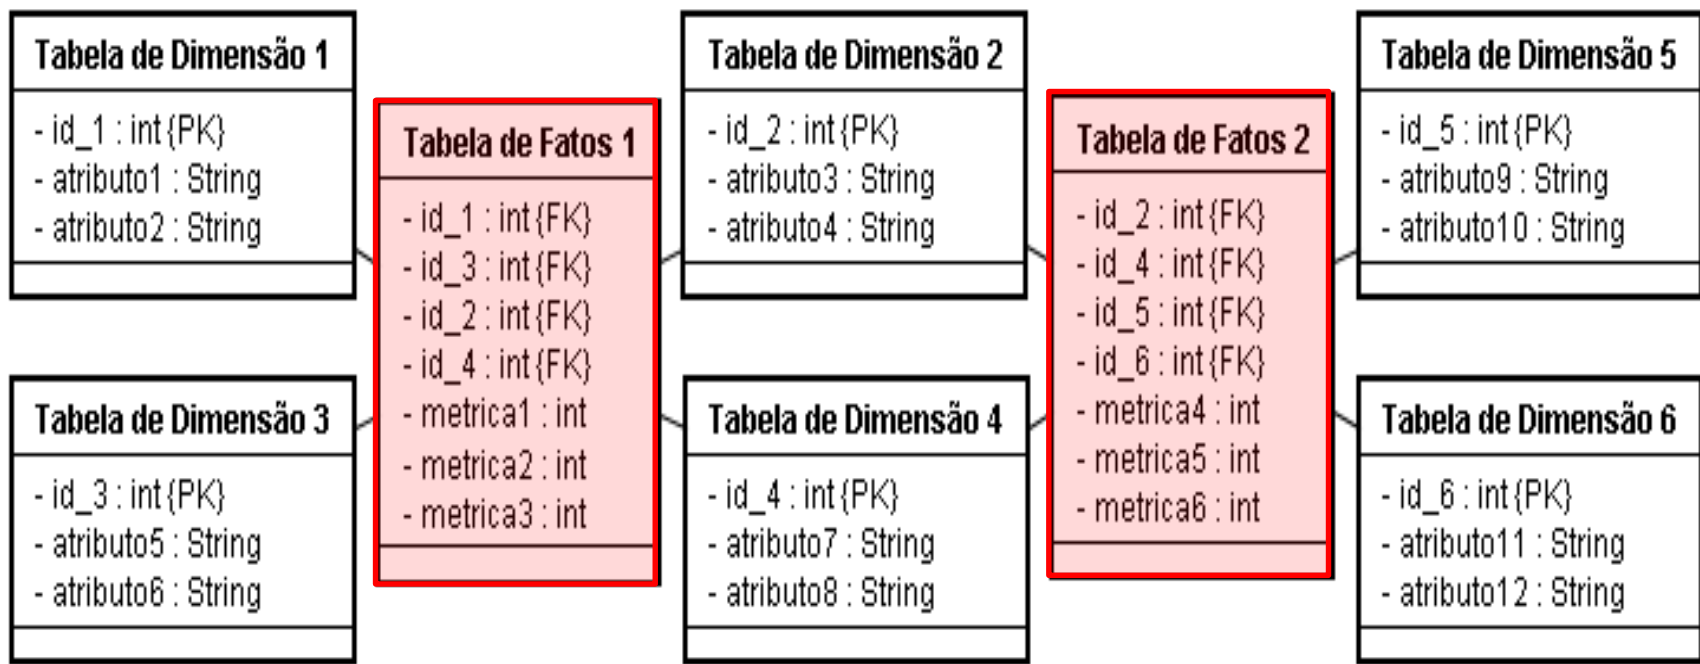 Tabela de Dimensão 1
- id_1 : int {PK}
- atributo1 : String
- atributo2 : String
Tabela de Fatos 1
- id_1 : int {FK}
- id_3 : int {FK}
- id_2 : int {FK}
- id_4 : int {FK}
- metrica1 : int
- metrica2 : int
- metrica3 : int
Tabela de Dimensão 2
- id_2 : int {PK}
- atributo3 : String
- atributo4 : String
Tabela de Fatos 2
- id_2 : int {FK}
- id_4 : int {FK}
- id_5 : int {FK}
- id_6 : int {FK}
- metrica4 : int
- metrica5 : int
- metrica6 : int
Tabela de Dimensão 5
- id_5 : int {PK}
- atributo9 : String
- atributo10 : String
Tabela de Dimensão 3
- id_3 : int {PK}
- atributo5 : String
- atributo6 : String
Tabela de Dimensão 4
- id_4 : int {PK}
- atributo7 : String
- atributo8 : String
Tabela de Dimensão 6
- id_6 : int {PK}
- atributo11 : String
- atributo12 : String